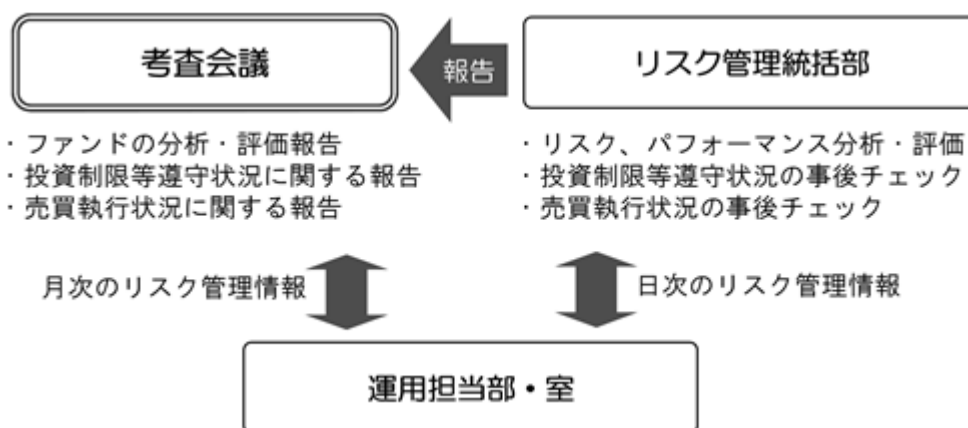 考査会議
報告
リスク管理統括部
・ファンドの分析・評価報告
・投資制限等遵守状況に関する報告
・売買執行状況に関する報告
・リスク、パフォーマンス分析・評価
・投資制限等遵守状況の事後チェック
・売買執行状況の事後チェック
月次のリスク管理情報
日次のリスク管理情報
運用担当部・室